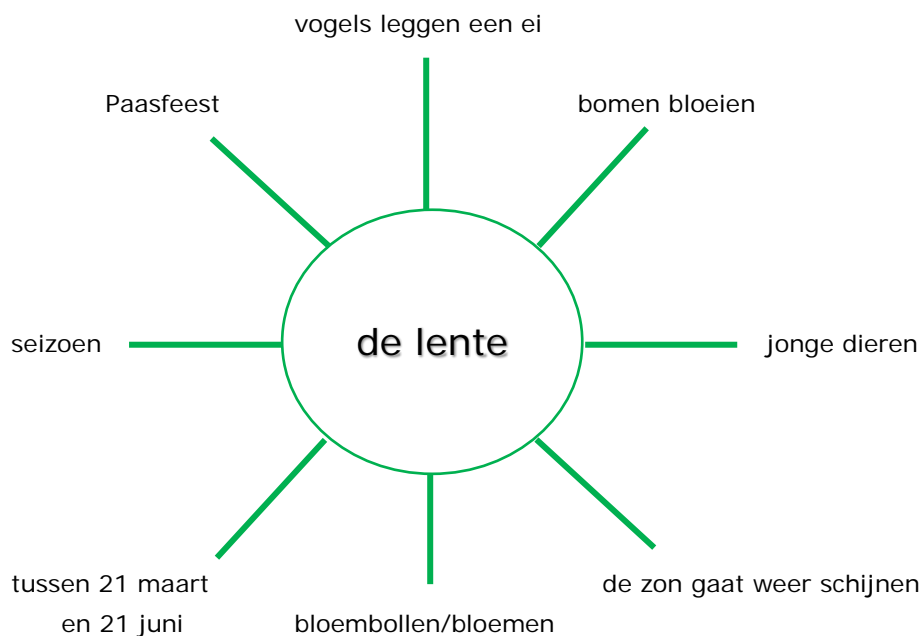 vogels leggen een ei
Paasfeest
bomen bloeien
seizoen
de lente
jonge dieren
tussen 21 maart
en 21 juni
bloembollen/bloemen
de zon gaat weer schijnen